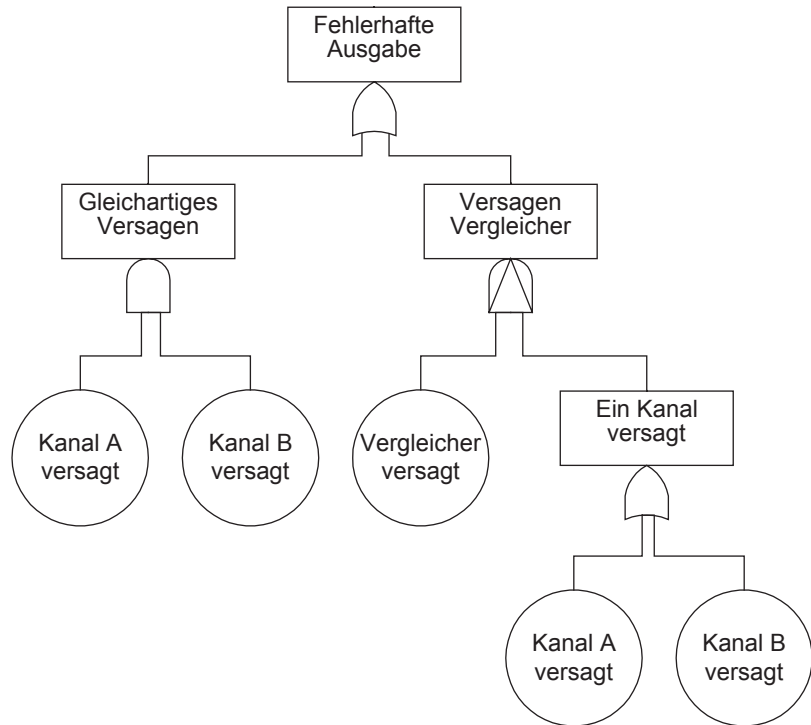 Fehlerhafte
Ausgabe
Gleichartiges
Versagen
Versagen
Vergleicher
Kanal A
versagt
Kanal B
versagt
Vergleicher
versagt
Ein Kanal
versagt
Kanal A
versagt
Kanal B
versagt